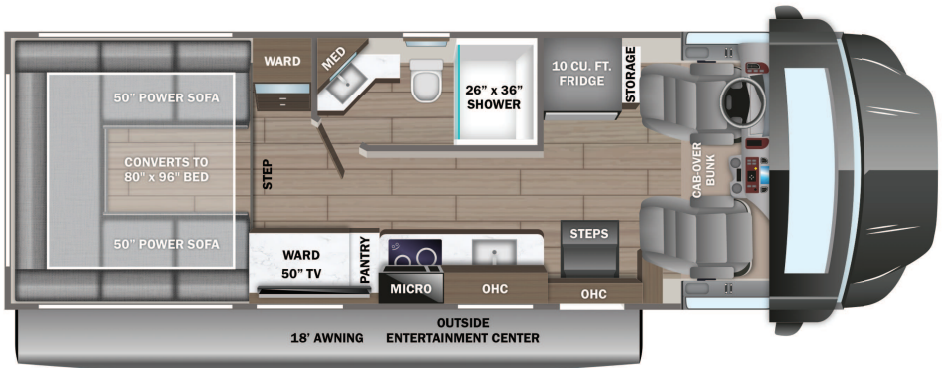 WARD
MED
26" x 36"
SHOWER
10 CU. FT.
FRIDGE
STORAGE
50" POWER SOFA
CONVERTS TO
80" x 96" BED
50" POWER SOFA
STEP
CAB-OVER
BUNK
WARD
50" TV
PANTRY
MICRO
OHC
STEPS
OHC
18' AWNING
OUTSIDE
ENTERTAINMENT CENTER